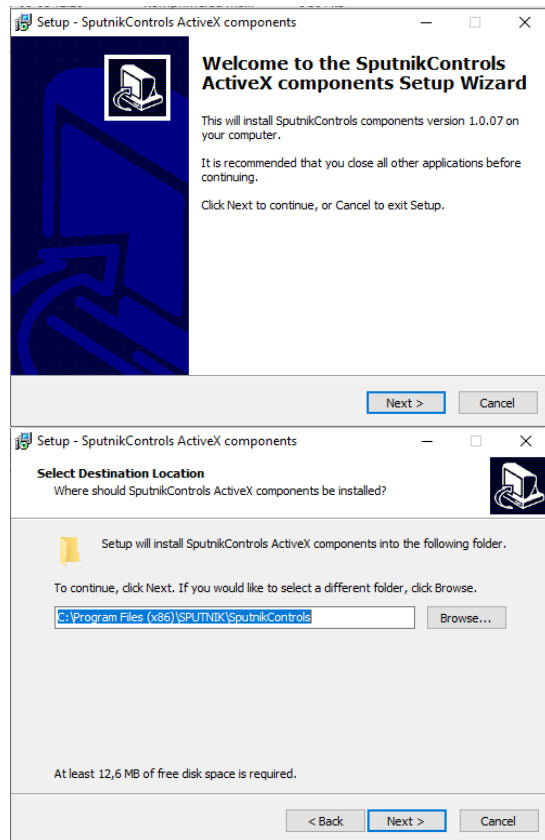 Setup - SputnikControls ActiveX components
Welcome to the SputnikControls
ActiveX components Setup Wizard
This will install SputnikControls components version 1.0.07 on
your computer.
It is recommended that you close all other applications before
continuing.
Click Next to continue, or Cancel to exit Setup.
Next >
Cancel
Setup - SputnikControls ActiveX components
Select Destination Location
Where should SputnikControls ActiveX components be installed?
Setup will install SputnikControls ActiveX components into the following folder.
To continue, click Next. If you would like to select a different folder, click Browse.
C:\Program Files (x86)\SPUTNIK\SputnikControls
Browse...
At least 12,6 MB of free disk space is required.
< Back
Next >
Cancel